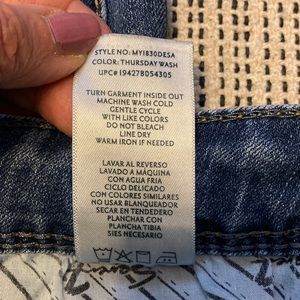 STYLE NO: MYI830DESA
COLOR: THURSDAY WASH
UPC# 194278054305
TURN GARMENT INSIDE OUT
MACHINE WASH COLD
GENTLE CYCLE
WITH LIKE COLORS
DO NOT BLEACH
LINE DRY
WARM IRON IF NEEDED
LAVAR AL REVERSO
LAVADO A MÁQUINA
CON AGUA FRIA
CICLO DELICADO
CON COLORES SIMILARES
NO USAR BLANQUEADOR
SECAR EN TENDEDERO
PLANCHAR CON
PLANCHA TIBIA
SIES NECESARIO